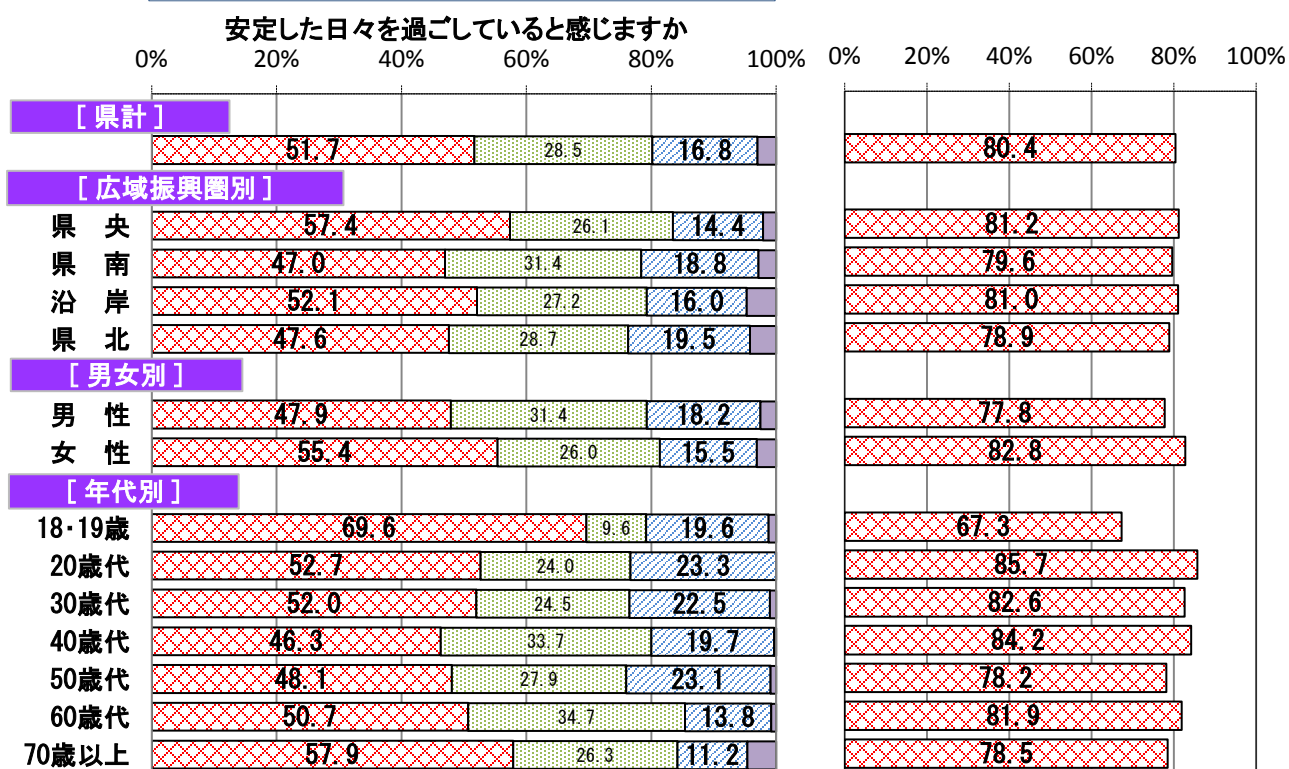 安定した日々を過ごしていると感じますか
0% 20% 40% 60% 80% 100% 0% 20% 40% 60% 80% 100%
[ 県計 ]
51.7 28.5 16.8 80.4
[ 広域振興圏別 ]
県 央 57.4 26.1 14.4 81.2
県 南 47.0 31.4 18.8 79.6
沿 岸 52.1 27.2 16.0 81.0
県 北 47.6 28.7 19.5 78.9
[ 男女別 ]
男 性 47.9 31.4 18.2 77.8
女 性 55.4 26.0 15.5 82.8
[ 年代別 ]
18・19歳 69.6 9.6 19.6 67.3
20歳代 52.7 24.0 23.3 85.7
30歳代 52.0 24.5 22.5 82.6
40歳代 46.3 33.7 19.7 84.2
50歳代 48.1 27.9 23.1 78.2
60歳代 50.7 34.7 13.8 81.9
70歳以上 57.9 26.3 11.2 78.5